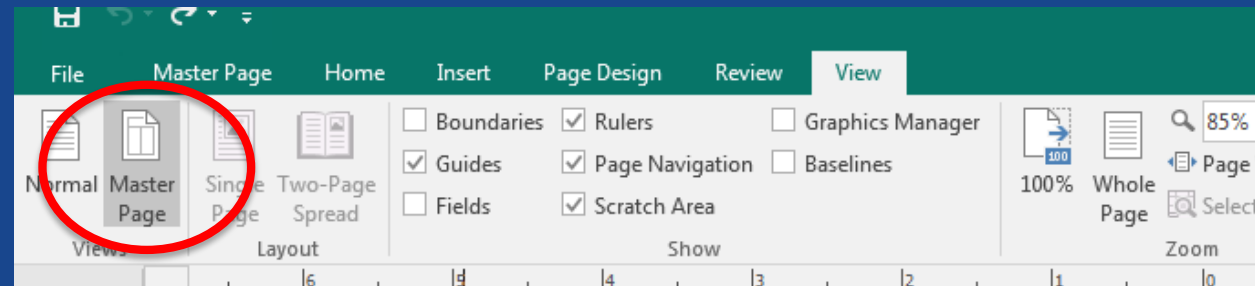 File Master Page Home Insert Page Design Review View
Boundaries Rulers Graphics Manager 85%
Guides Page Navigation Baselines 100 Page
Normal Master Single Two-Page 100% Whole
Page Page Spread Fields Scratch Area Page Select
Views Layout Show Zoom
6 5 4 3 2 1 0